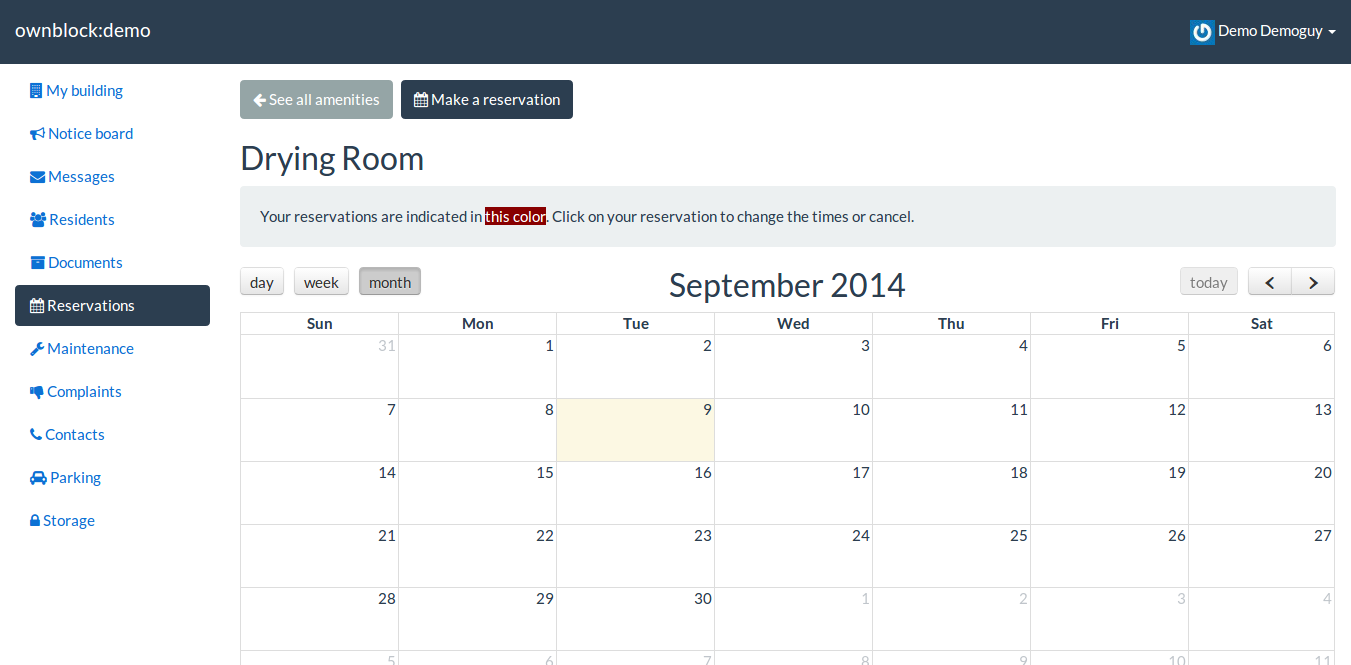 ownblock:demo
Demo Demoguy
My building
Notice board
Messages
Residents
Documents
Reservations
Maintenance
Complaints
Contacts
Parking
Storage
See all amenities
Make a reservation
Drying Room
Your reservations are indicated in this color. Click on your reservation to change the times or cancel.
day week month
September 2014
today
Sun Mon Tue Wed Thu Fri Sat
31 1 2 3 4 5 6
7 8 9 10 11 12 13
14 15 16 17 18 19 20
21 22 23 24 25 26 27
28 29 30 1 2 3 4
5 6 7 8 9 10 11